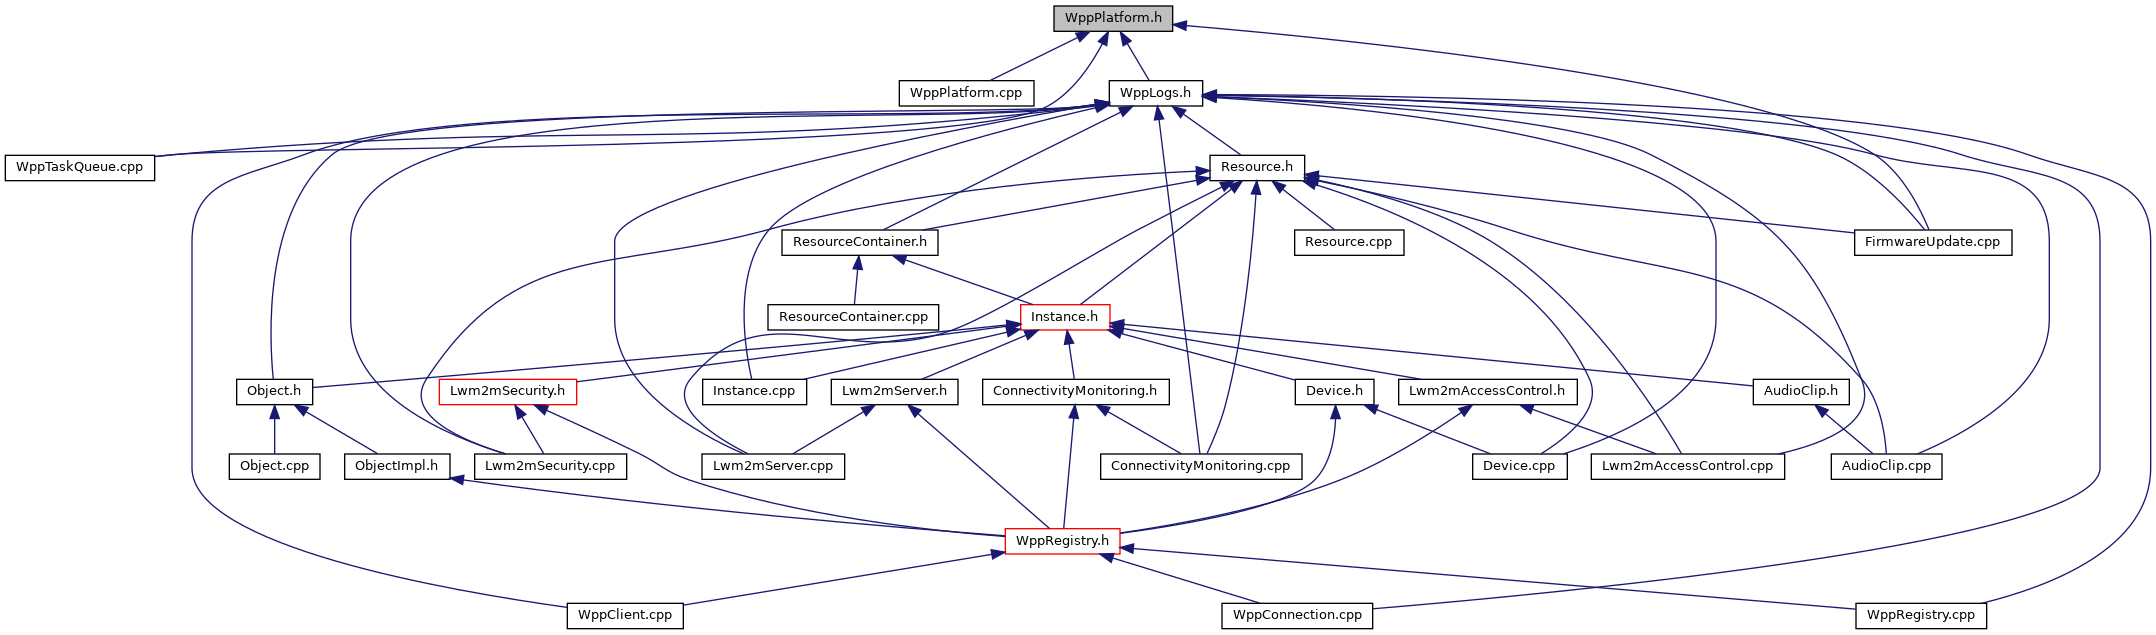 WppPlatform.h
WppPlatform.cpp
WppLogs.h
WppTaskQueue.cpp
Resource.h
ResourceContainer.h
Resource.cpp
FirmwareUpdate.cpp
ResourceContainer.cpp
Instance.h
Object.h
Lwm2mSecurity.h
Instance.cpp
Lwm2mServer.h
ConnectivityMonitoring.h
Device.h
Lwm2mAccessControl.h
AudioClip.h
Object.cpp
ObjectImpl.h
Lwm2mSecurity.cpp
Lwm2mServer.cpp
ConnectivityMonitoring.cpp
Device.cpp
Lwm2mAccessControl.cpp
AudioClip.cpp
WppRegistry.h
WppClient.cpp
WppConnection.cpp
WppRegistry.cpp